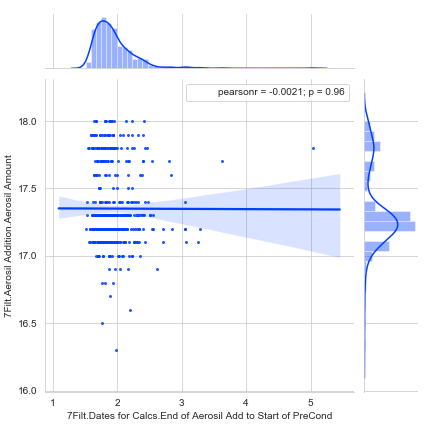 pearsonr = -0.0021; p = 0.96
18.0
17.5
17.0
16.5
16.0
7Filt.Aerosil Addition.Aerosil Amount
1 2 3 4 5
7Filt.Dates for Calcs.End of Aerosil Add to Start of PreCond